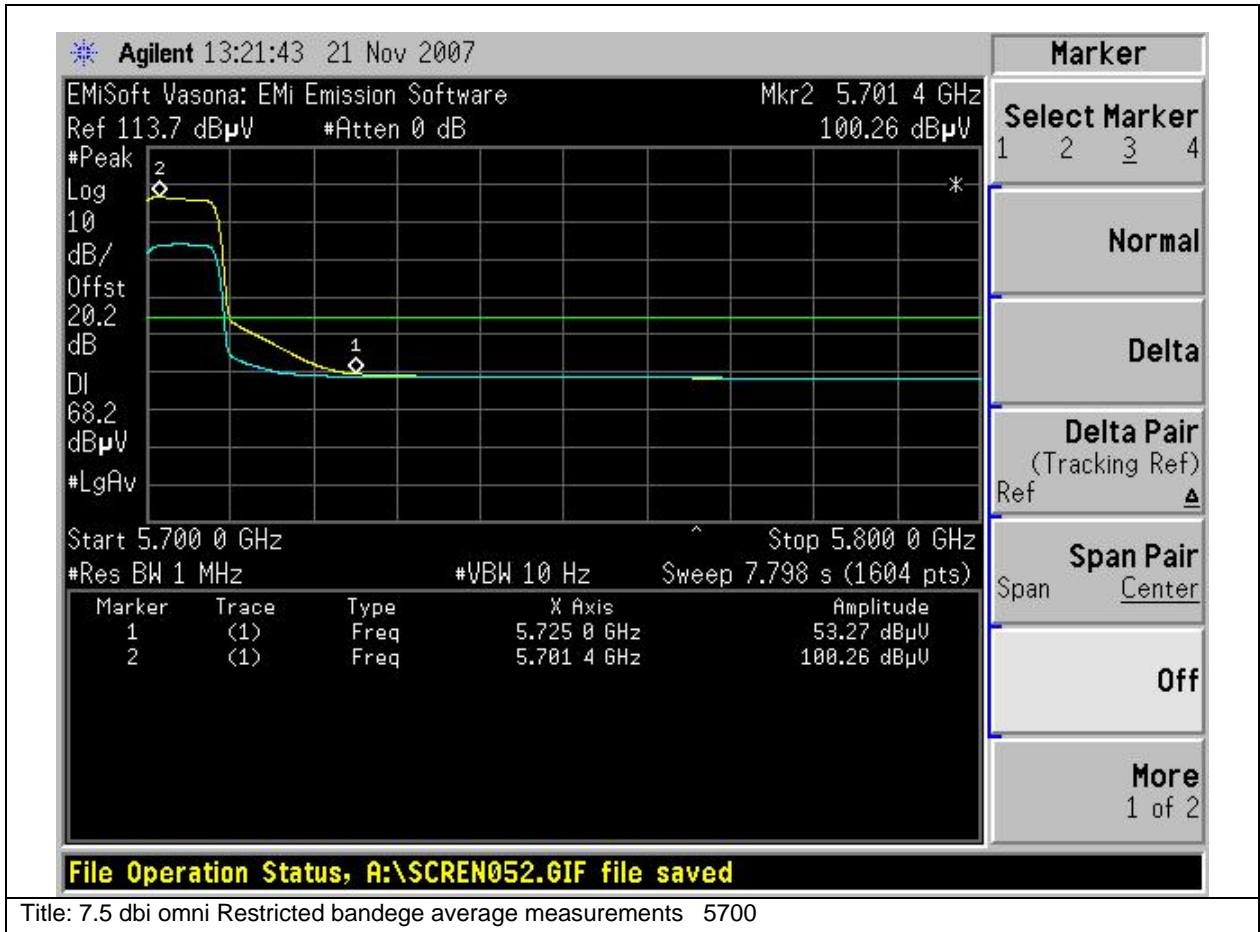 Agilent 13:21:43 21 Nov 2007
Marker
EMiSoft Vasona: EMi Emission Software
Mkr2 5.701 4 GHz
Ref 113.7 dBµV #Atten 0 dB 100.26 dBµV
#Peak
Log
10
dB/
Offst
20.2
dB
DI
68.2
dBµV
#LgAv
2
1
Start 5.700 0 GHz ^ Stop 5.800 0 GHz
#Res BW 1 MHz #VBW 10 Hz Sweep 7.798 s (1604 pts)
Marker Trace Type X Axis Amplitude
1 (1) Freq 5.725 0 GHz 53.27 dBµV
2 (1) Freq 5.701 4 GHz 100.26 dBµV
Select Marker
1 2 3 4
Normal
Delta
Delta Pair
(Tracking Ref)
Ref Δ
Span Pair
Span Center
Off
More
1 of 2
File Operation Status, A:\SCREN052.GIF file saved
Title: 7.5 dbi omni Restricted bandege average measurements 5700